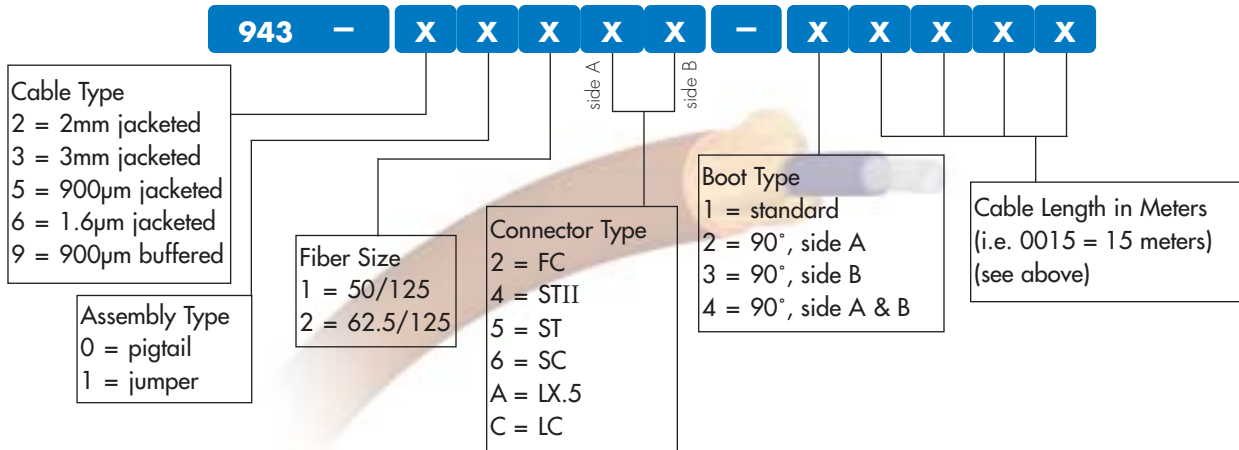 943 – X X X X X – X X X X X
side A
side B
Cable Type
2 = 2mm jacketed
3 = 3mm jacketed
5 = 900µm jacketed
6 = 1.6µm jacketed
9 = 900µm buffered
Assembly Type
0 = pigtail
1 = jumper
Fiber Size
1 = 50/125
2 = 62.5/125
Connector Type
2 = FC
4 = STII
5 = ST
6 = SC
A = LX.5
C = LC
Boot Type
1 = standard
2 = 90˚, side A
3 = 90˚, side B
4 = 90˚, side A & B
Cable Length in Meters
(i.e. 0015 = 15 meters)
(see above)